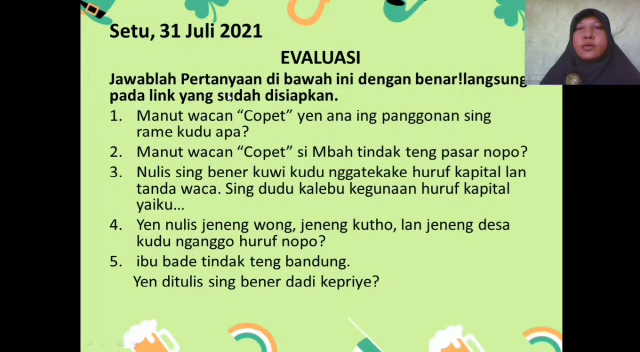 Setu, 31 Juli 2021
EVALUASI
Jawablah Pertanyaan di bawah ini dengan benar!langsung
pada link yang sudah disiapkan.
1. Manut wacan “Copet” yen ana ing panggonan sing
rame kudu apa?
2. Manut wacan “Copet” si Mbah tindak teng pasar nopo?
3. Nulis sing bener kuwi kudu nggatekake huruf kapital lan
tanda waca. Sing dudu kalebu kegunaan huruf kapital
yaiku...
4. Yen nulis jeneng wong, jeneng kutho, lan jeneng desa
kudu nganggo huruf nopo?
5. ibu bade tindak teng bandung.
Yen ditulis sing bener dadi kepriye?